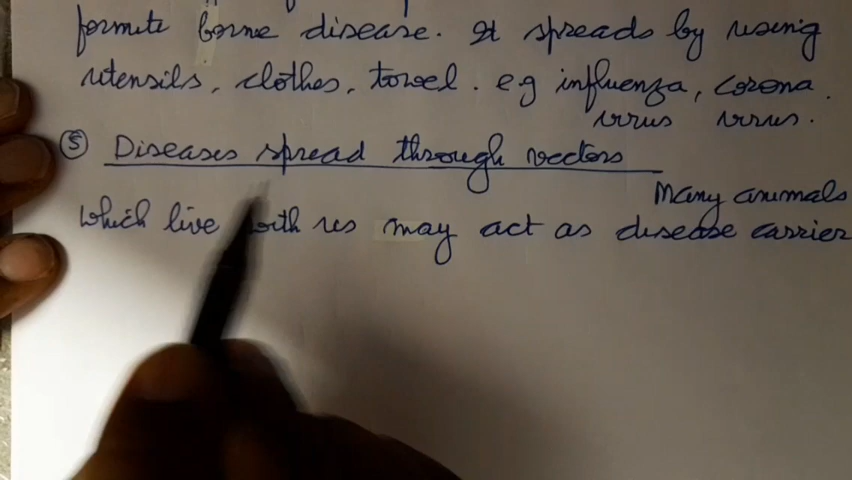 formite borne disease. It spreads by using
utensils, clothes, towel. e.g influenza, corona
virus virus.
⑤ Diseases spread through vectors
Many animals
which live with us may act as disease carrier